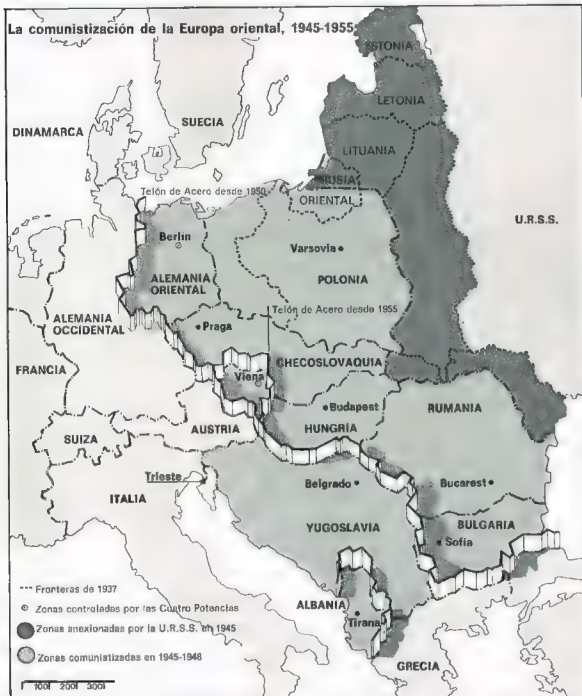 La comunistización de la Europa oriental, 1945-1955
ESTONIA
LETONIA
DINAMARCA
SUECIA
LITUANIA
Telón de Acero desde 1950
RUSIA
ORIENTAL
U.R.S.S.
Berlín
Varsovia
ALEMANIA
ORIENTAL
POLONIA
ALEMANIA
OCCIDENTAL
Telón de Acero desde 1955
Praga
FRANCIA
CHECOSLOVAQUIA
Viena
Budapest
RUMANIA
SUIZA
AUSTRIA
HUNGRÍA
Trieste
ITALIA
Belgrado
Bucarest
YUGOSLAVIA
BULGARIA
Sofía
Fronteras de 1937
Zonas controladas por las Cuatro Potencias
ALBANIA
Zonas anexionadas por la U.R.S.S. en 1945
Tirana
Zonas comunistizadas en 1945-1948
GRECIA
100 200 300